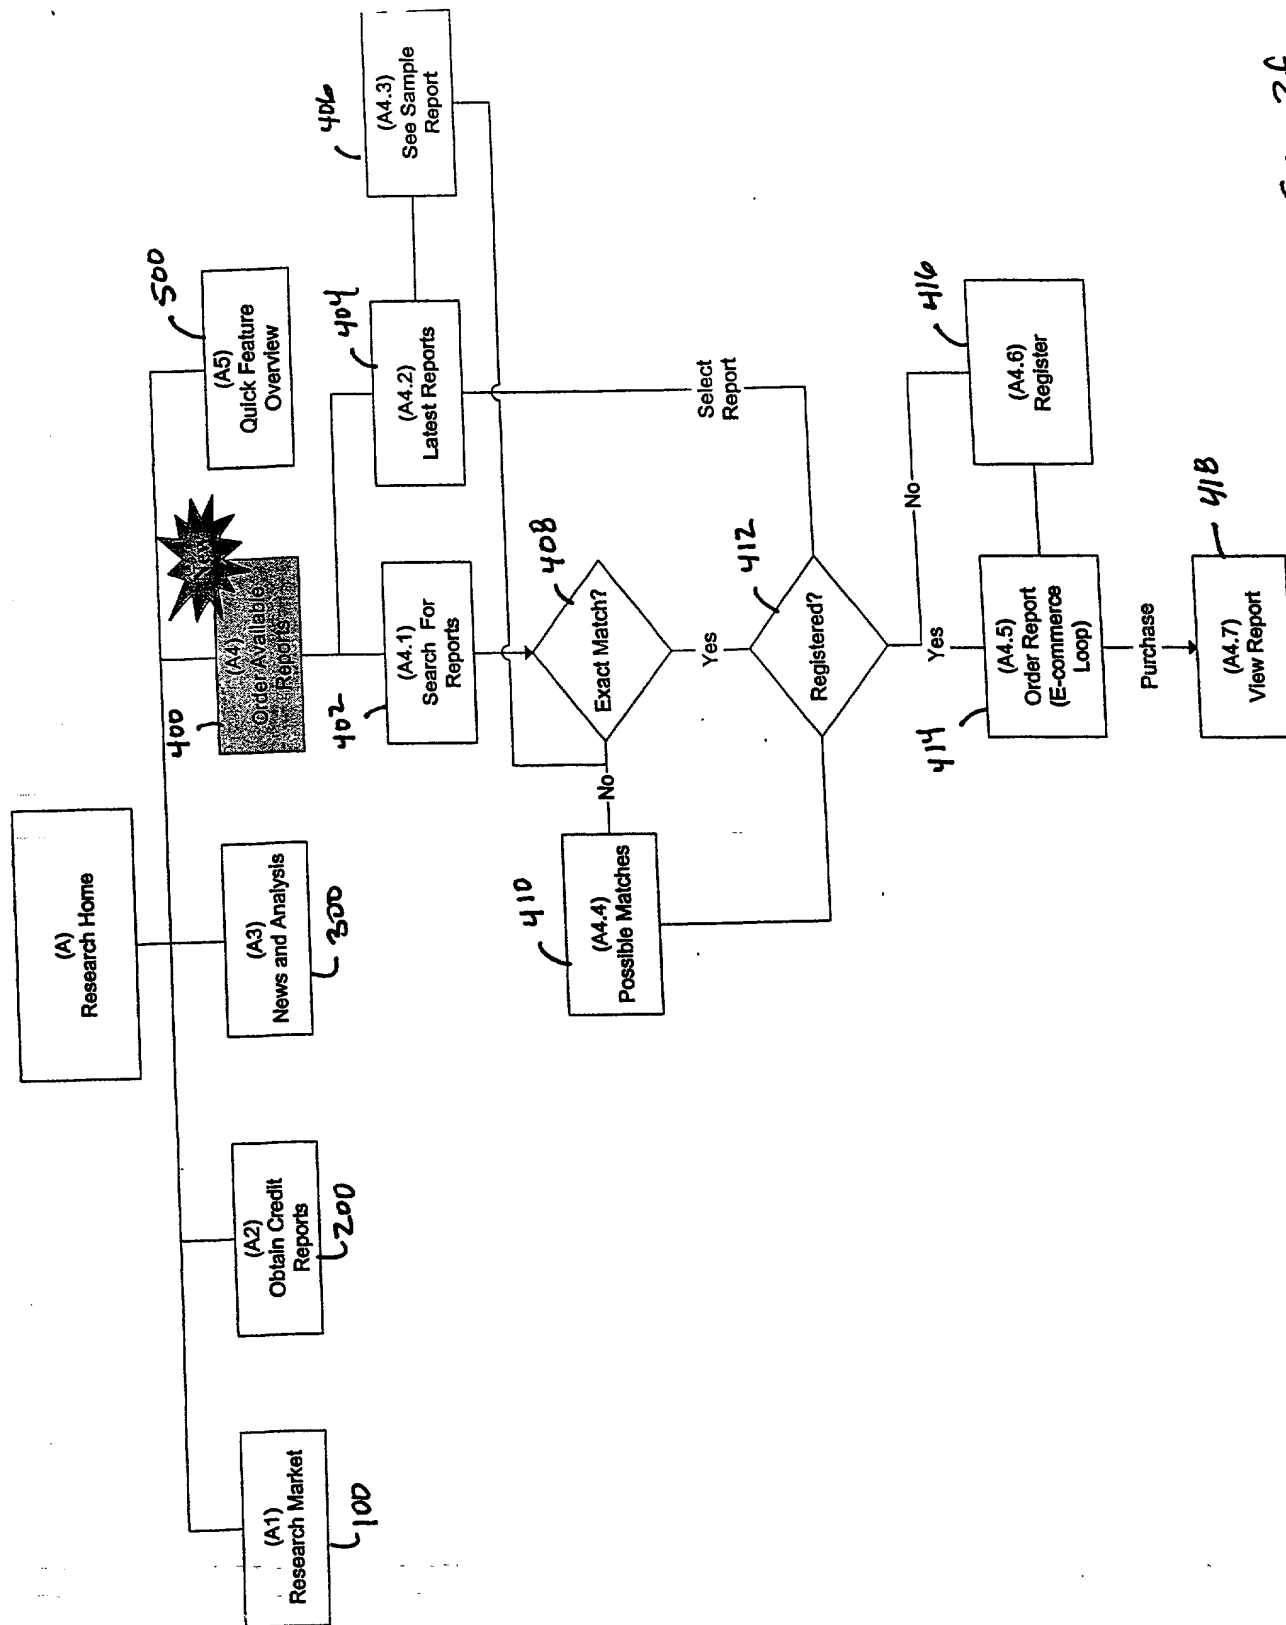 (A)
Research Home
(A1)
Research Market
100
(A2)
Obtain Credit
Reports
200
(A3)
News and Analysis
300
400
(A4)
Order Available
Reports
New
(A5)
Quick Feature
Overview
500
402
(A4.1)
Search For
Reports
(A4.2)
Latest Reports
404
(A4.3)
See Sample
Report
406
Exact Match?
408
No
Yes
410
(A4.4)
Possible Matches
Select
Report
Registered?
412
Yes
No
414
(A4.5)
Order Report
(E-commerce
Loop)
(A4.6)
Register
416
Purchase
(A4.7)
View Report
418